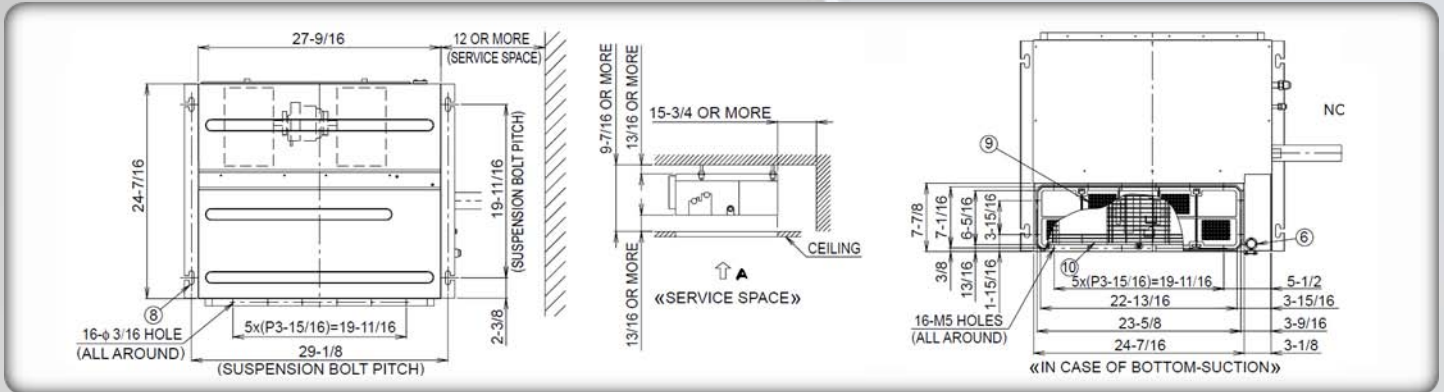 27-9/16
12 OR MORE
(SERVICE SPACE)
24-7/16
19-11/16
(SUSPENSION BOLT PITCH)
8
16-ϕ 3/16 HOLE
(ALL AROUND)
5x(P3-15/16)=19-11/16
2-3/8
29-1/8
(SUSPENSION BOLT PITCH)
9-7/16 OR MORE
13/16 OR MORE
15-3/4 OR MORE
13/16 OR MORE
CEILING
A
«SERVICE SPACE»
NC
9
7-7/8
7-1/16
6-5/16
3-15/16
6
10
3/8
13/16
1-15/16
5x(P3-15/16)=19-11/16
5-1/2
22-13/16
3-15/16
16-M5 HOLES
(ALL AROUND)
23-5/8
3-9/16
24-7/16
3-1/8
«IN CASE OF BOTTOM-SUCTION»